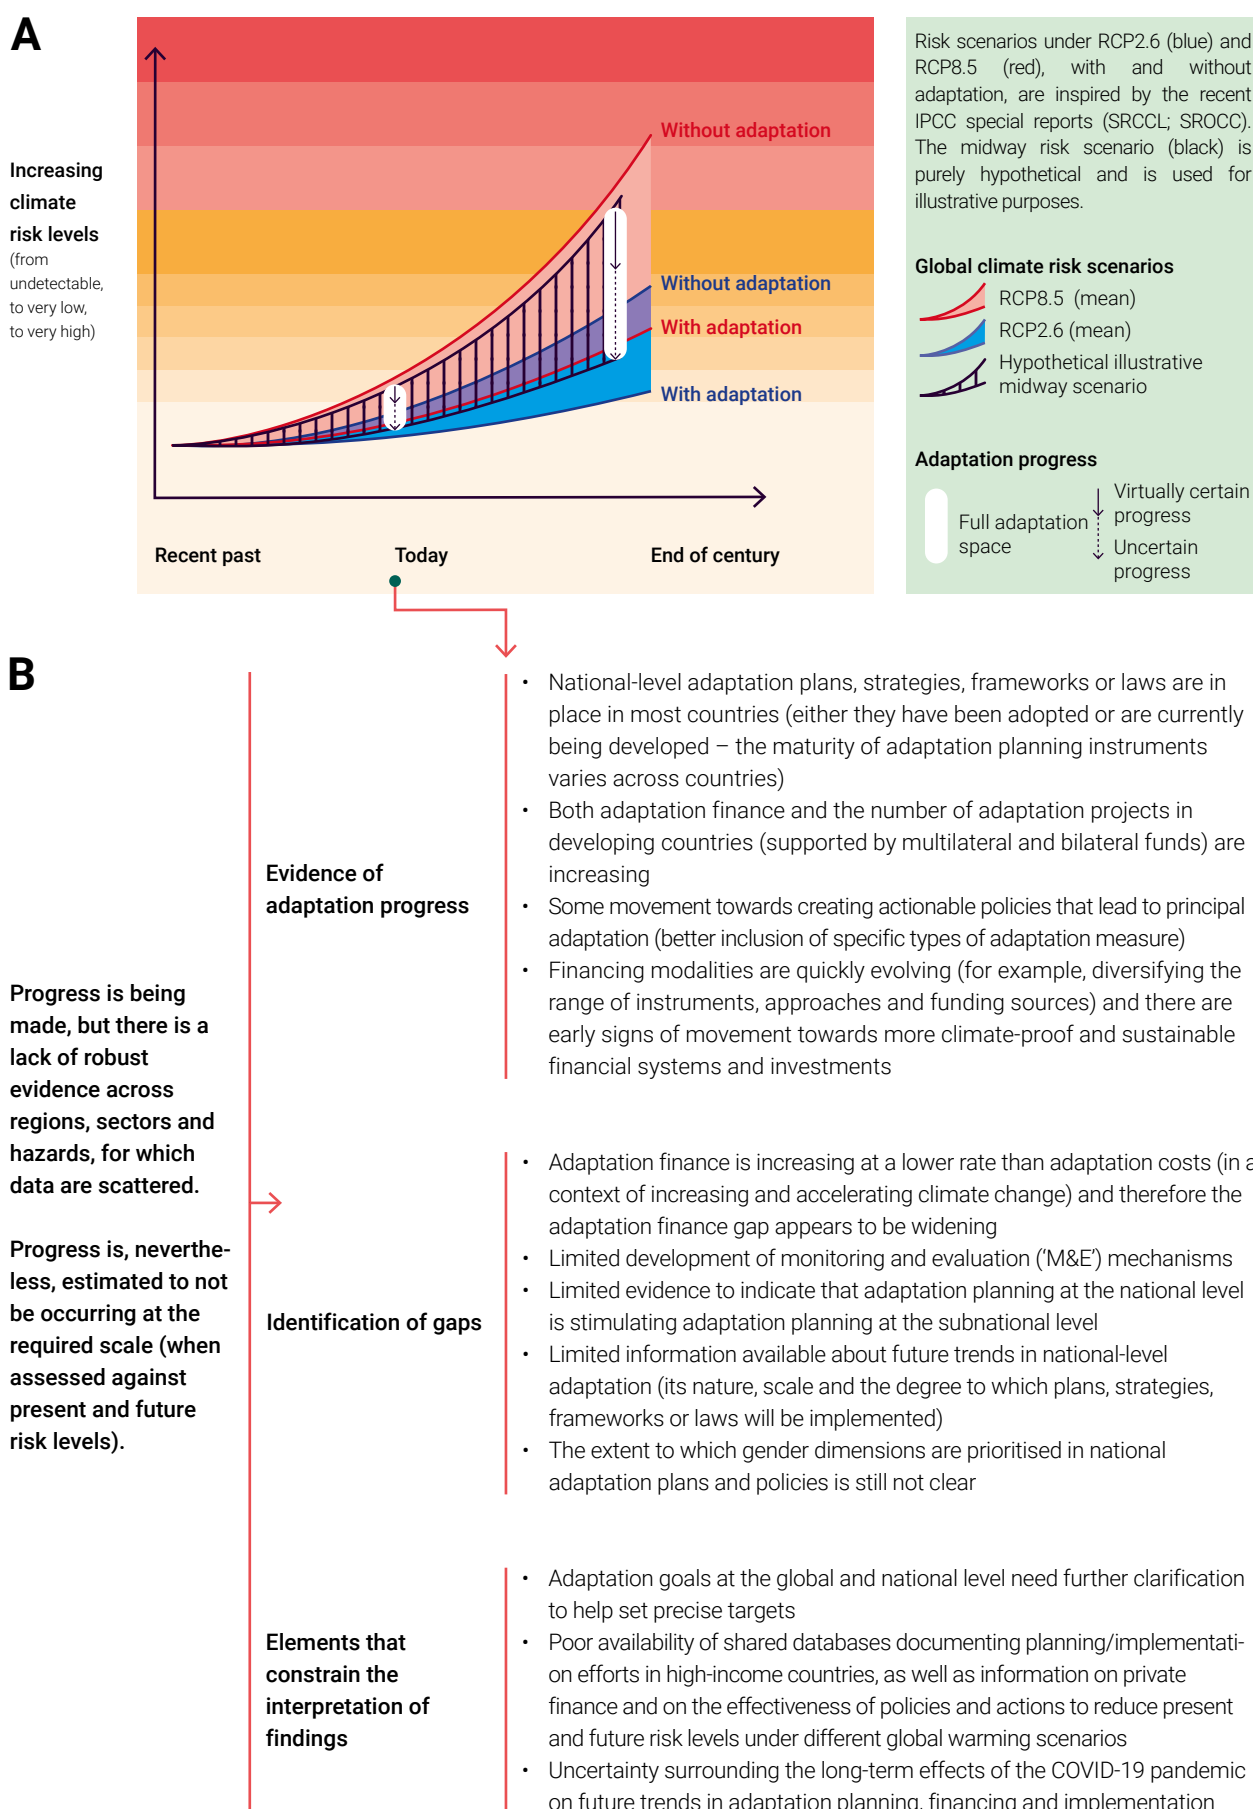 A
Increasing
climate
risk levels
(from
undetectable,
to very low,
to very high)
Without adaptation
Without adaptation
With adaptation
With adaptation
Recent past
Today
End of century
Risk scenarios under RCP2.6 (blue) and
RCP8.5 (red), with and without
adaptation, are inspired by the recent
IPCC special reports (SRCCL; SROCC).
The midway risk scenario (black) is
purely hypothetical and is used for
illustrative purposes.
Global climate risk scenarios
RCP8.5 (mean)
RCP2.6 (mean)
Hypothetical illustrative
midway scenario
Adaptation progress
Full adaptation
space
Virtually certain
progress
Uncertain
progress
B
Progress is being
made, but there is a
lack of robust
evidence across
regions, sectors and
hazards, for which
data are scattered.
Progress is, neverthe-
less, estimated to not
be occurring at the
required scale (when
assessed against
present and future
risk levels).
Evidence of
adaptation progress
• National-level adaptation plans, strategies, frameworks or laws are in
place in most countries (either they have been adopted or are currently
being developed – the maturity of adaptation planning instruments
varies across countries)
• Both adaptation finance and the number of adaptation projects in
developing countries (supported by multilateral and bilateral funds) are
increasing
• Some movement towards creating actionable policies that lead to principal
adaptation (better inclusion of specific types of adaptation measure)
• Financing modalities are quickly evolving (for example, diversifying the
range of instruments, approaches and funding sources) and there are
early signs of movement towards more climate-proof and sustainable
financial systems and investments
Identification of gaps
• Adaptation finance is increasing at a lower rate than adaptation costs (in a
context of increasing and accelerating climate change) and therefore the
adaptation finance gap appears to be widening
• Limited development of monitoring and evaluation (‘M&E’) mechanisms
• Limited evidence to indicate that adaptation planning at the national level
is stimulating adaptation planning at the subnational level
• Limited information available about future trends in national-level
adaptation (its nature, scale and the degree to which plans, strategies,
frameworks or laws will be implemented)
• The extent to which gender dimensions are prioritised in national
adaptation plans and policies is still not clear
Elements that
constrain the
interpretation of
findings
• Adaptation goals at the global and national level need further clarification
to help set precise targets
• Poor availability of shared databases documenting planning/implementati-
on efforts in high-income countries, as well as information on private
finance and on the effectiveness of policies and actions to reduce present
and future risk levels under different global warming scenarios
• Uncertainty surrounding the long-term effects of the COVID-19 pandemic
on future trends in adaptation planning, financing and implementation